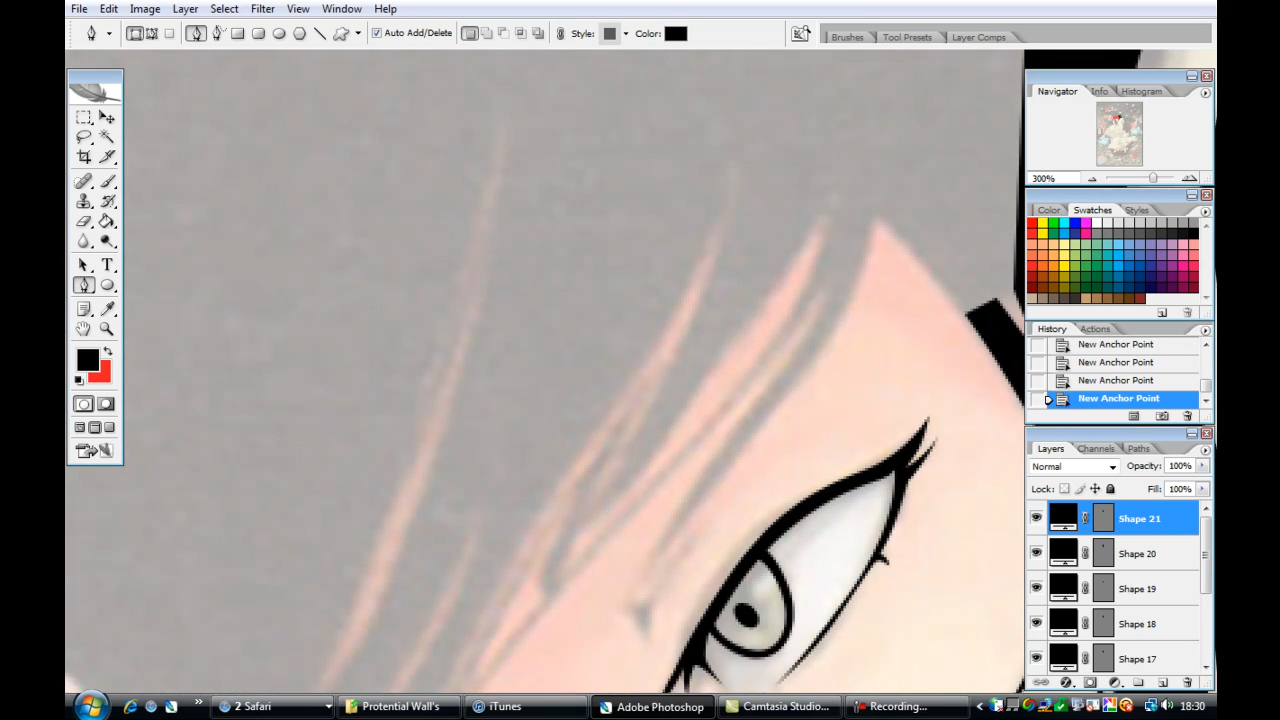 File Edit Image Layer Select Filter View Window Help
Auto Add/Delete Style: Color: Brushes Tool Presets Layer Comps
Navigator Info Histogram
300%
Color Swatches Styles
History Actions
New Anchor Point
New Anchor Point
New Anchor Point
New Anchor Point
Layers Channels Paths
Normal Opacity: 100%
Lock: Fill: 100%
Shape 21
Shape 20
Shape 19
Shape 18
Shape 17
2 Safari Protential Wall's iTunes Adobe Photoshop Camtasia Studio... Recording... 18:30